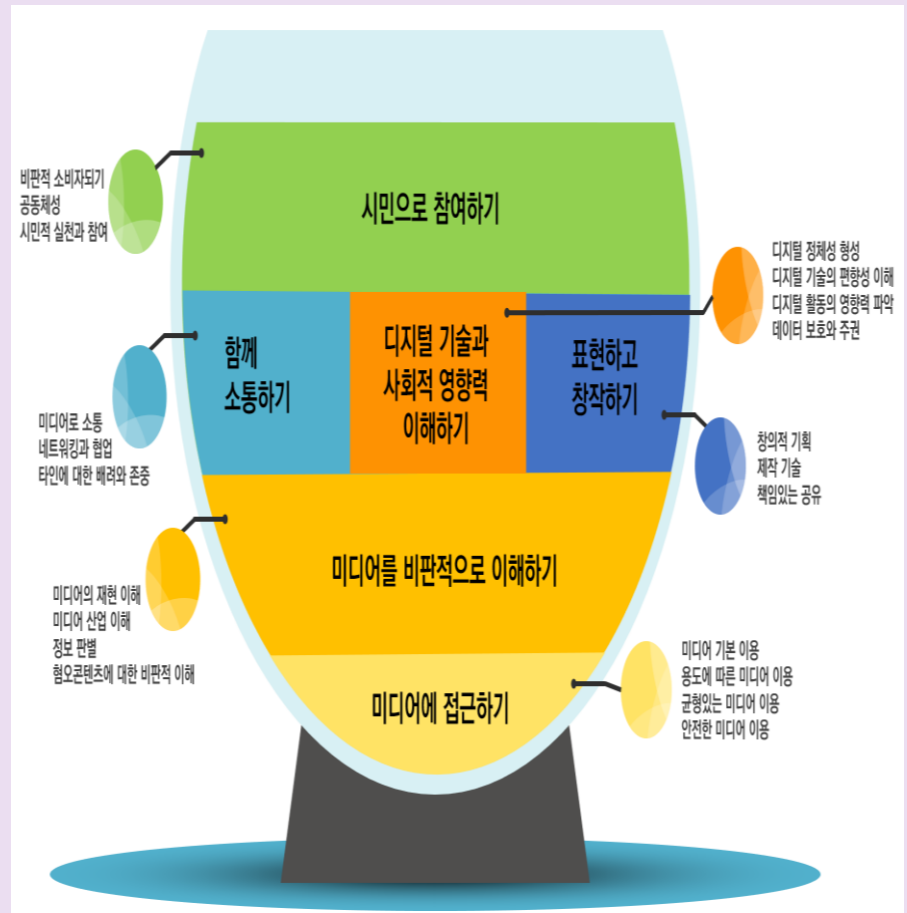 시민으로 참여하기
비판적 소비자되기
공동체성
시민적 실천과 참여
함께
소통하기
미디어로 소통
네트워킹과 협업
타인에 대한 배려와 존중
디지털 기술과
사회적 영향력
이해하기
디지털 정체성 형성
디지털 기술의 편향성 이해
디지털 활동의 영향력 파악
데이터 보호와 주권
표현하고
창작하기
창의적 기획
제작 기술
책임있는 공유
미디어를 비판적으로 이해하기
미디어의 재현 이해
미디어 산업 이해
정보 판별
혐오콘텐츠에 대한 비판적 이해
미디어에 접근하기
미디어 기본 이용
용도에 따른 미디어 이용
균형있는 미디어 이용
안전한 미디어 이용